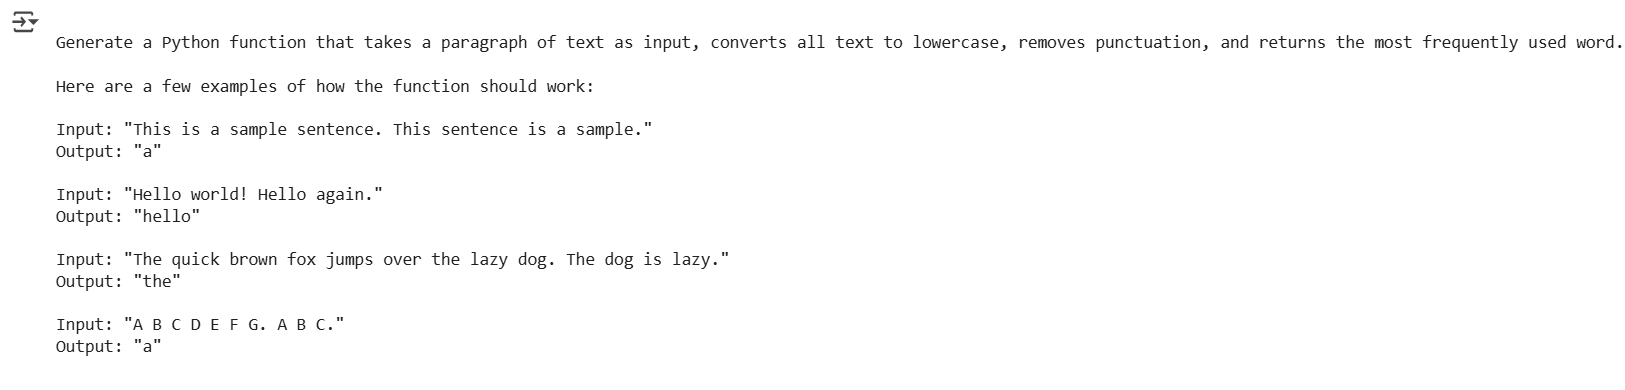 Generate a Python function that takes a paragraph of text as input, converts all text to lowercase, removes punctuation, and returns the most frequently used word.
Here are a few examples of how the function should work:
Input: "This is a sample sentence. This sentence is a sample."
Output: "a"
Input: "Hello world! Hello again."
Output: "hello"
Input: "The quick brown fox jumps over the lazy dog. The dog is lazy."
Output: "the"
Input: "A B C D E F G. A B C."
Output: "a"